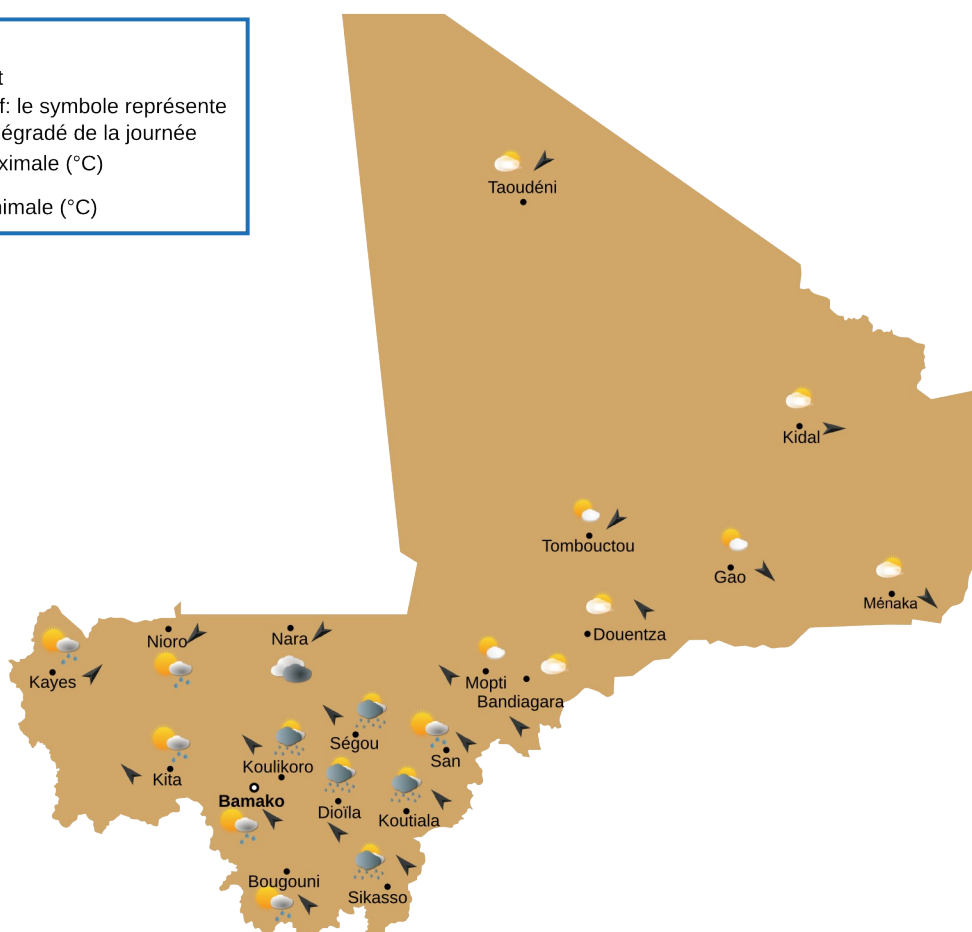 t
f: le symbole représente
égradé de la journée
ximale (°C)
nimale (°C)
Taoudéni
Kidal
Tombouctou
Gao
Ménaka
Douentza
Nioro
Nara
Kayes
Mopti
Bandiagara
Ségou
San
Koulikoro
Kita
Bamako
Dioïla
Koutiala
Bougouni
Sikasso